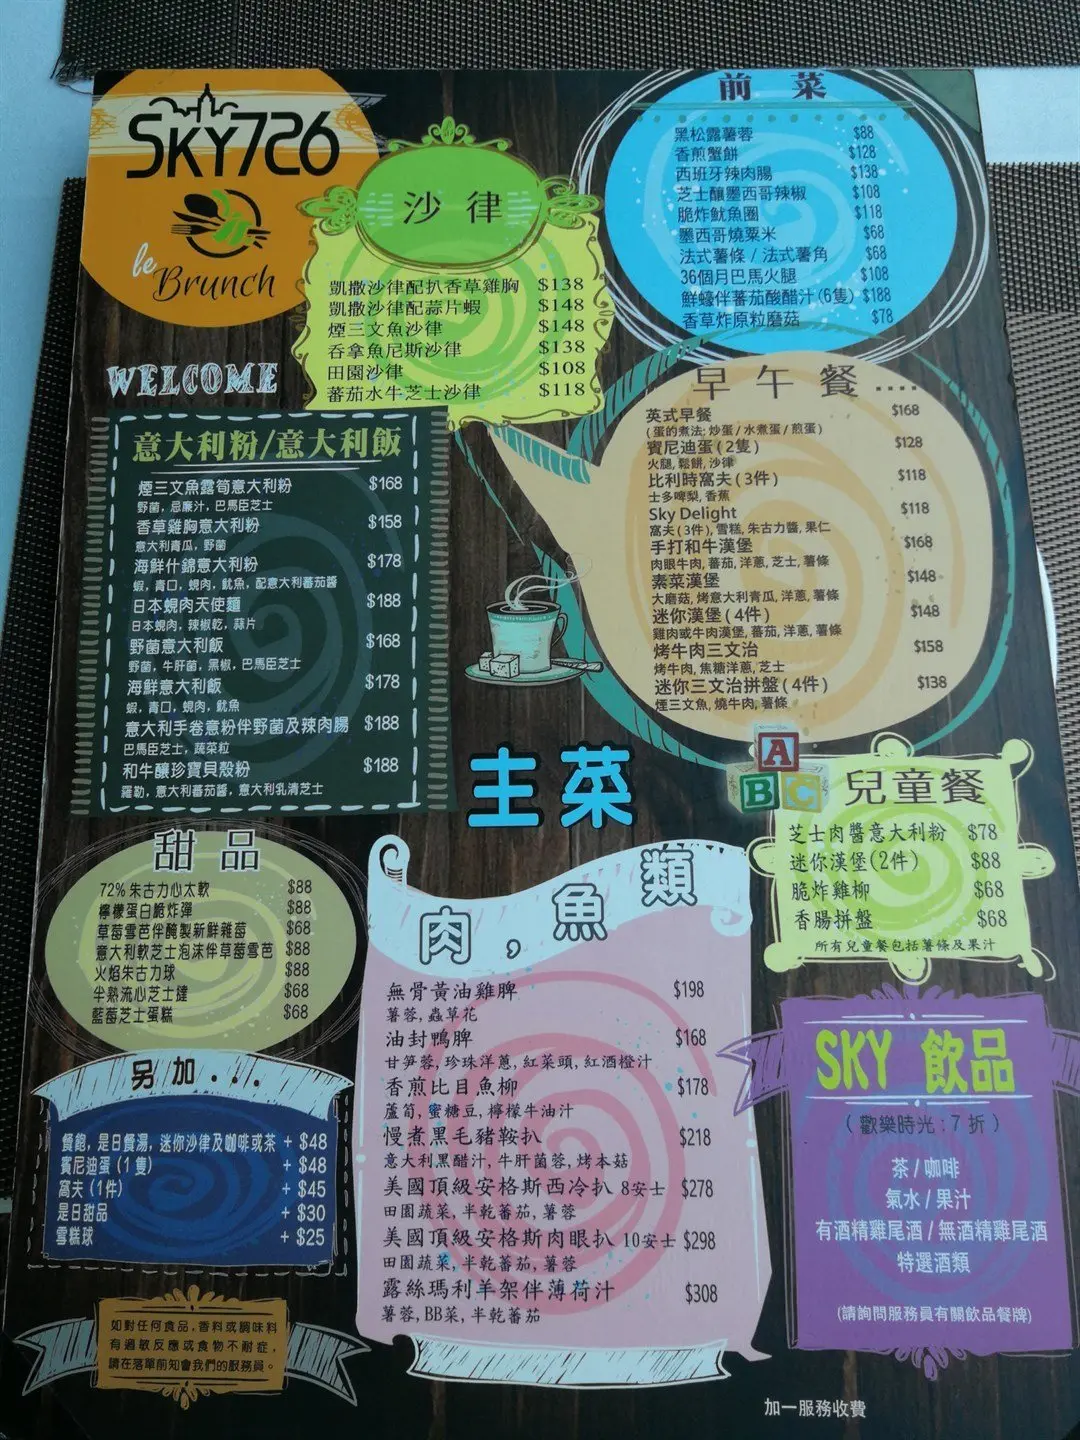 SKY726
le Brunch
WELCOME
沙律
凱撒沙律配扒香草雞胸 $138
凱撒沙律配蒜片蝦 $148
煙三文魚沙律 $148
吞拿魚尼斯沙律 $138
田園沙律 $108
蕃茄水牛芝士沙律 $118
前菜
黑松露薯蓉 $88
香煎蟹餅 $128
西班牙辣肉腸 $138
芝士釀墨西哥辣椒 $108
脆炸魷魚圈 $118
墨西哥燒粟米 $68
法式薯條 / 法式薯角 $68
36個月巴馬火腿 $108
鮮蠔伴蕃茄酸醋汁 (6隻) $188
香草炸原粒磨菇 $78
早午餐....
英式早餐 $168
(蛋的煮法: 炒蛋 / 水煮蛋 / 煎蛋)
賓尼迪蛋 (2隻) $128
火腿, 鬆餅, 沙律
比利時窩夫 (3件) $118
士多啤梨, 香蕉
Sky Delight $118
窩夫 (3件), 雪糕, 朱古力醬, 果仁
手打和牛漢堡 $168
肉眼牛肉, 蕃茄, 洋蔥, 芝士, 薯條
素菜漢堡 $148
大磨菇, 烤意大利青瓜, 洋蔥, 薯條
迷你漢堡 (4件) $148
雞肉或牛肉漢堡, 蕃茄, 洋蔥, 薯條
烤牛肉三文治 $158
烤牛肉, 焦糖洋蔥, 芝士
迷你三文治拼盤 (4件) $138
煙三文魚, 燒牛肉, 薯條
意大利粉/意大利飯
煙三文魚露筍意大利粉 $168
野菌, 忌廉汁, 巴馬臣芝士
香草雞胸意大利粉 $158
意大利青瓜, 野菌
海鮮什錦意大利粉 $178
蝦, 青口, 蜆肉, 魷魚, 配意大利蕃茄醬
日本蜆肉天使麵 $188
日本蜆肉, 辣椒乾, 蒜片
野菌意大利飯 $168
野菌, 牛肝菌, 黑椒, 巴馬臣芝士
海鮮意大利飯 $178
蝦, 青口, 蜆肉, 魷魚
意大利手卷意粉伴野菌及辣肉腸 $188
巴馬臣芝士, 蔬菜粒
和牛釀珍寶貝殼粉 $188
羅勒, 意大利蕃茄醬, 意大利乳清芝士
主菜
A
B C
兒童餐
芝士肉醬意大利粉 $78
迷你漢堡 (2件) $88
脆炸雞柳 $68
香腸拼盤 $68
所有兒童餐包括薯條及果汁
甜品
72% 朱古力心太軟 $88
檸檬蛋白脆炸彈 $88
草莓雪芭伴醃製新鮮雜莓 $68
意大利軟芝士泡沫伴草莓雪芭 $88
火焰朱古力球 $88
半熟流心芝士撻 $68
藍莓芝士蛋糕 $68
肉，魚類
無骨黃油雞脾 $198
薯蓉, 蟲草花
油封鴨脾 $168
甘笋蓉, 珍珠洋蔥, 紅菜頭, 紅酒橙汁
香煎比目魚柳 $178
蘆筍, 蜜糖豆, 檸檬牛油汁
慢煮黑毛豬鞍扒 $218
意大利黑醋汁, 牛肝菌蓉, 烤本菇
美國頂級安格斯西冷扒 8安士 $278
田園蔬菜, 半乾蕃茄, 薯蓉
美國頂級安格斯肉眼扒 10安士 $298
田園蔬菜, 半乾蕃茄, 薯蓉
露絲瑪利羊架伴薄荷汁 $308
薯蓉, BB菜, 半乾蕃茄
另加...
餐飽, 是日餐湯, 迷你沙律及咖啡或茶 + $48
賓尼迪蛋 (1隻) + $48
窩夫 (1件) + $45
是日甜品 + $30
雪糕球 + $25
SKY 飲品
(歡樂時光 : 7折)
茶 / 咖啡
氣水 / 果汁
有酒精雞尾酒 / 無酒精雞尾酒
特選酒類
(請詢問服務員有關飲品餐牌)
如對任何食品, 香料或調味料
有過敏反應或食物不耐症,
請在落單前知會我們的服務員。
加一服務收費